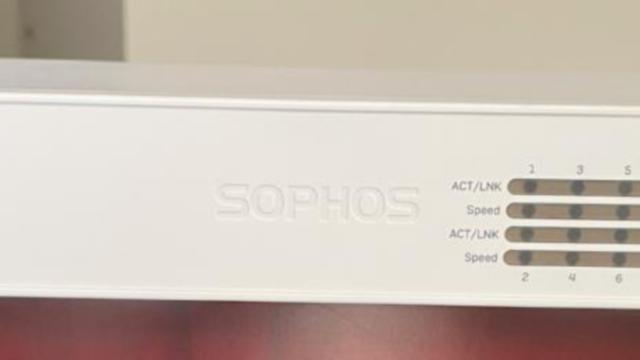 SOPHOS
1 3 5
ACT/LNK
Speed
ACT/LNK
Speed
2 4 6